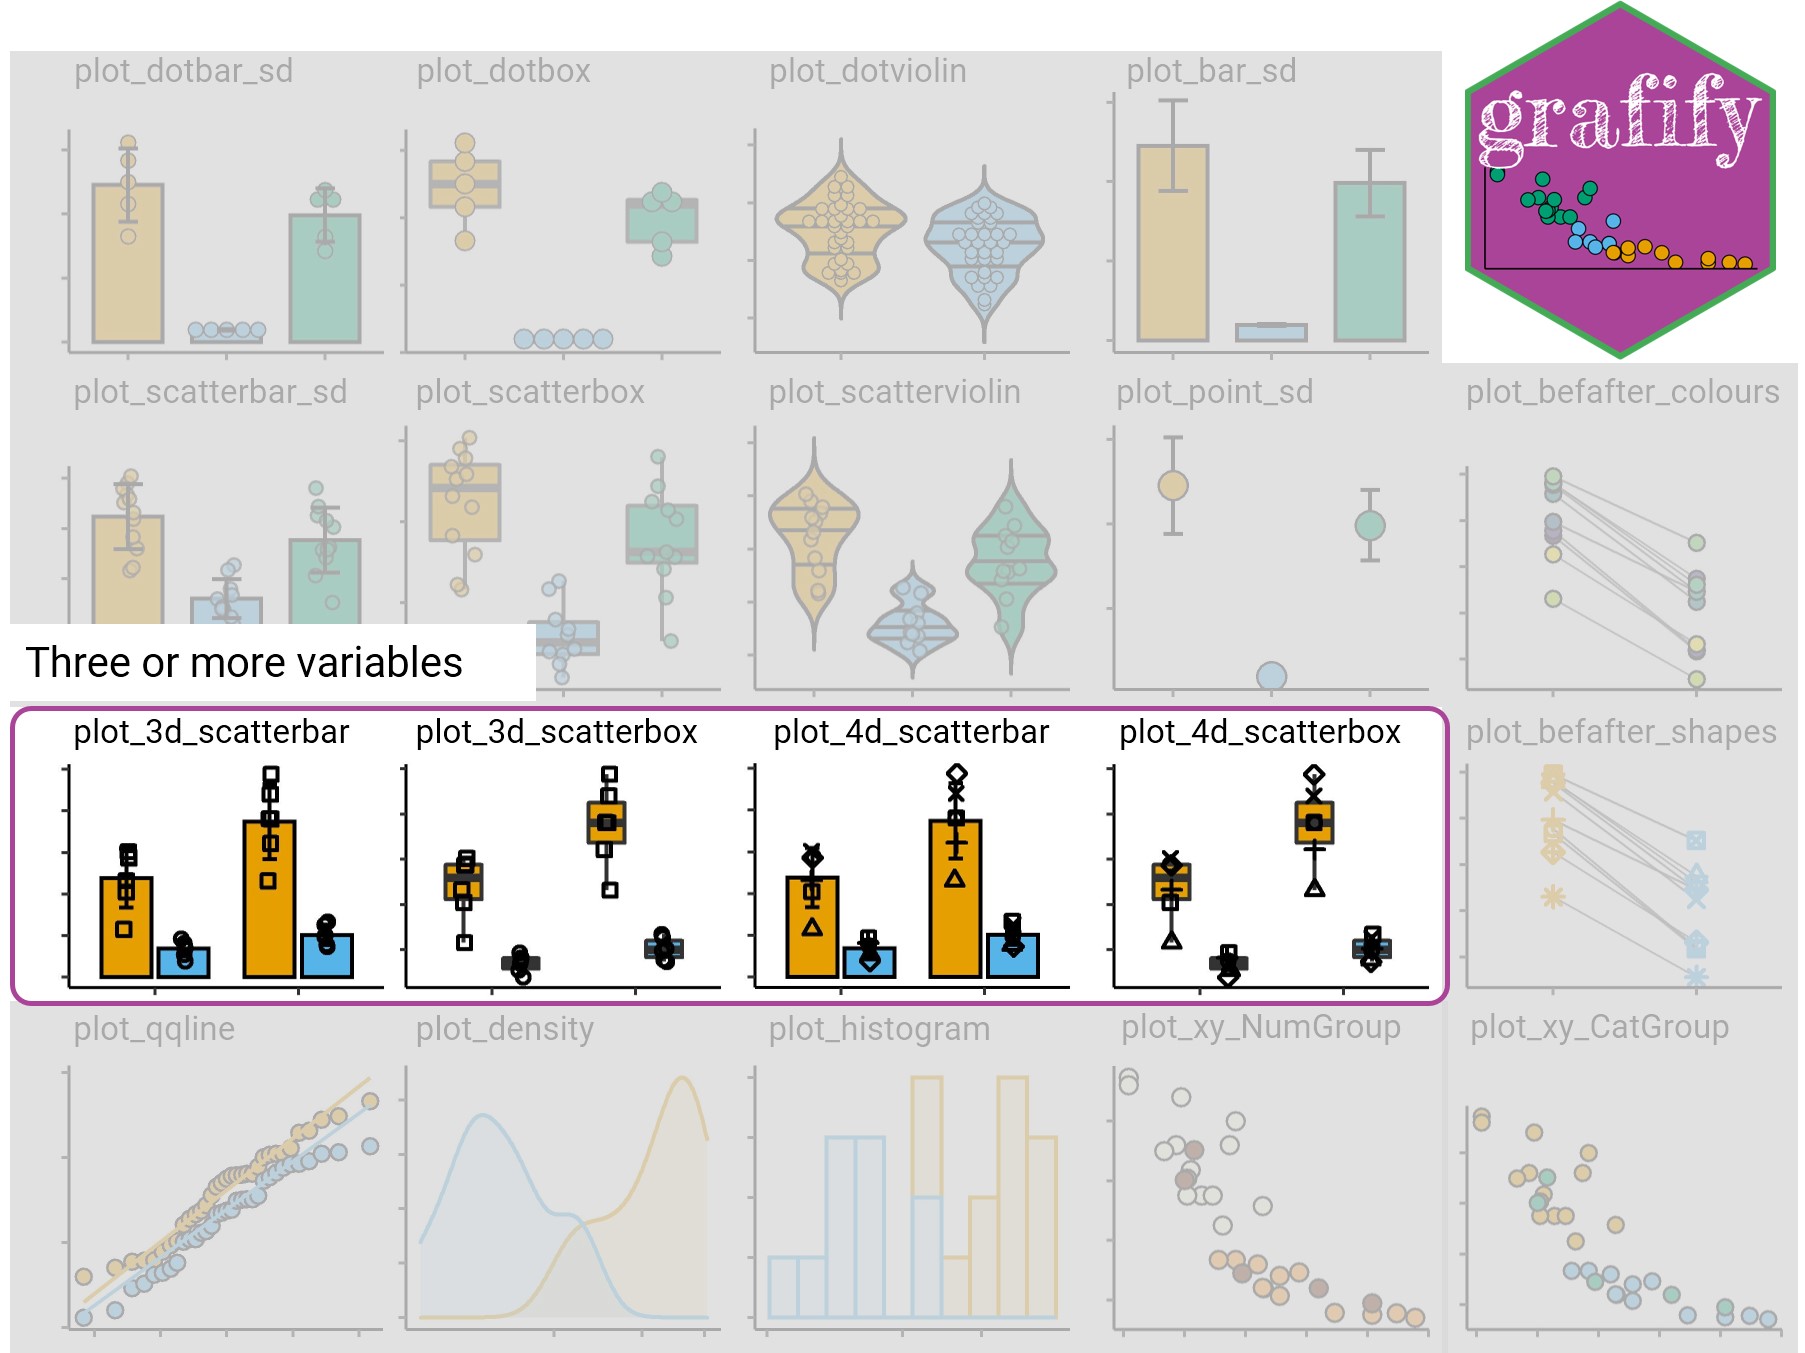 plot_dotbar_sd
plot_dotbox
plot_dotviolin
plot_bar_sd
grafify
plot_scatterbar_sd
plot_scatterbox
plot_scatterviolin
plot_point_sd
plot_befafter_colours
Three or more variables
plot_3d_scatterbar
plot_3d_scatterbox
plot_4d_scatterbar
plot_4d_scatterbox
plot_befafter_shapes
plot_qqline
plot_density
plot_histogram
plot_xy_NumGroup
plot_xy_CatGroup